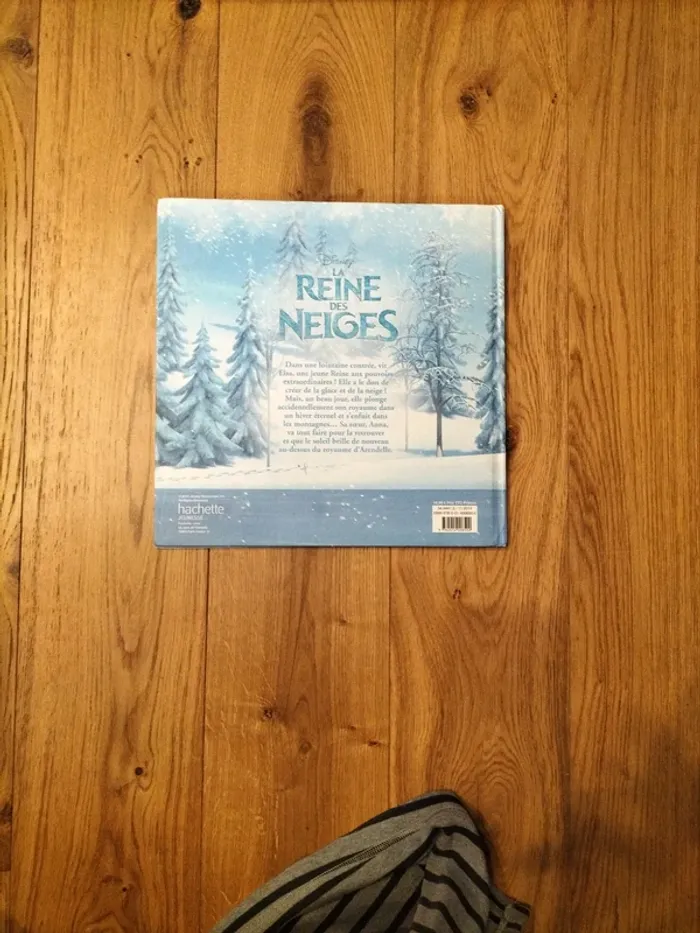 Disney
LA
REINE
DES
NEIGES
Dans une lointaine contrée, vit
Elsa, une jeune Reine aux pouvoirs
extraordinaires ! Elle a le don de
créer de la glace et de la neige !
Mais, un beau jour, elle plonge
accidentellement son royaume dans
un hiver éternel et s'enfuit dans
les montagnes... Sa sœur, Anna,
va tout faire pour la retrouver
et que le soleil brille de nouveau
au-dessus du royaume d'Arendelle.
hachette
JEUNESSE